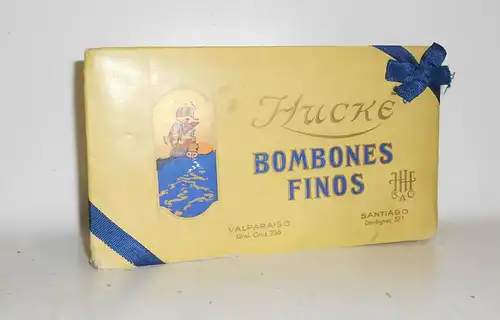 Hucke
BOMBONES
FINOS
VALPARAISO
SANTIAGO